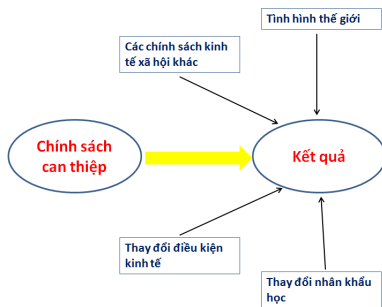 Tình hình thế giới
Các chính sách kinh
tế xã hội khác
Chính sách
can thiệp
Kết quả
Thay đổi điều kiện
kinh tế
Thay đổi nhân khẩu
học